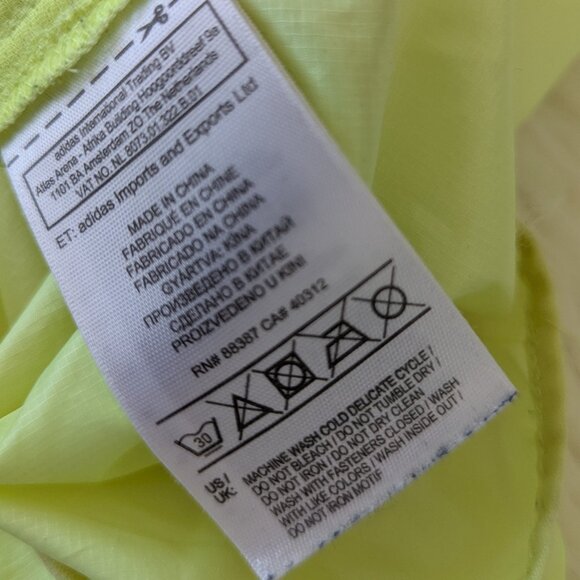 adidas International Trading BV
Atlas Arena - Afrika Building Hoogoorddreef 9a
1101 BA Amsterdam ZO The Netherlands
VAT NO. NL 8073.01.322.B.01
ET: adidas Imports and Exports Ltd
MADE IN CHINA
FABRIQUÉ EN CHINE
FABRICADO EN CHINA
FABRICADO NA CHINA
GYÁRTVA: KÍNA
ПРОИЗВЕДЕНО В КИТАЙ
СДЕЛАНО В КИТАЕ
PROIZVEDENO U KINI
RN# 88387 CA# 40312
30
US / UK:
MACHINE WASH COLD DELICATE CYCLE /
DO NOT BLEACH / DO NOT TUMBLE DRY /
DO NOT IRON / DO NOT DRY CLEAN
WASH WITH FASTENERS CLOSED / WASH
WITH LIKE COLORS / WASH INSIDE OUT /
DO NOT IRON MOTIF